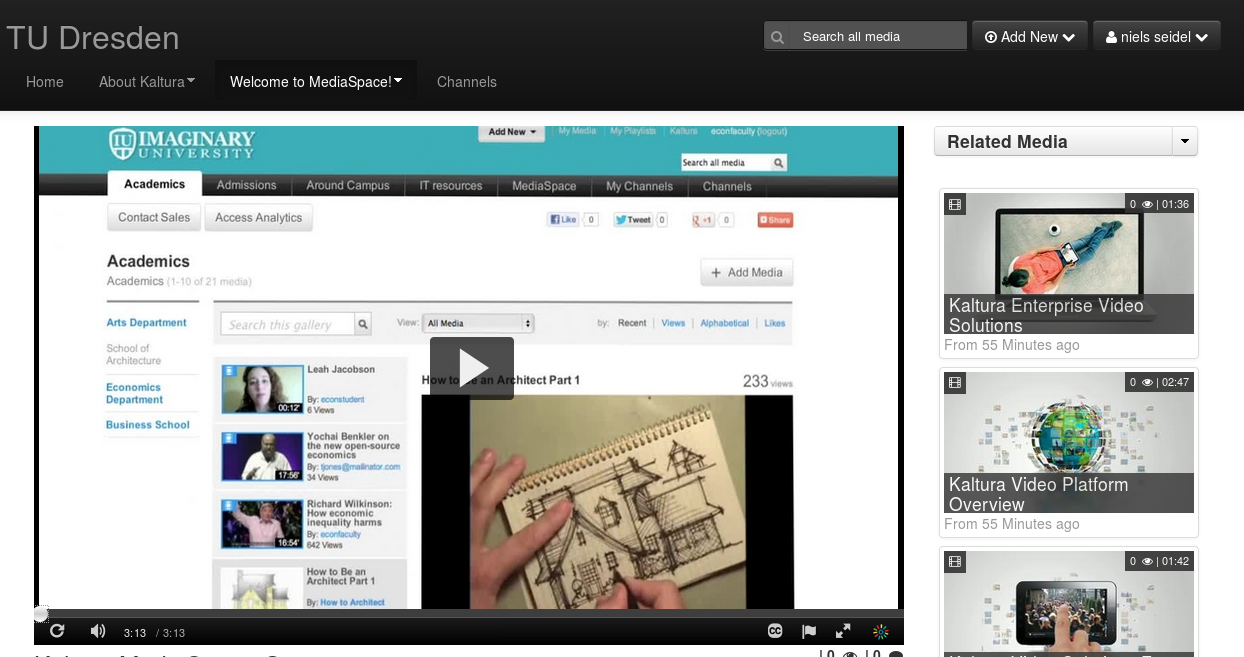 TU Dresden
Search all media
Add New
niels seidel
Home
About Kaltura
Welcome to MediaSpace!
Channels
IU IMAGINARY
UNIVERSITY
Add New
My Media
My Playlists
Kaltura
econfaculty (logout)
Search all media
Academics
Admissions
Around Campus
IT resources
MediaSpace
My Channels
Channels
Contact Sales
Access Analytics
Like 0
Tweet 0
+1 0
Share
Academics
Academics (1-10 of 21 media)
+ Add Media
Arts Department
School of
Architecture
Economics
Department
Business School
Search this gallery
View: All Media
by: Recent | Views | Alphabetical | Likes
Leah Jacobson
By: econstudent
6 Views
00:12'
Yochai Benkler on
the new open-source
economics
By: tjones@mailinator.com
34 Views
17:56'
Richard Wilkinson:
How economic
inequality harms
By: econfaculty
642 Views
16:54'
How to Be an
Architect Part 1
By: How to Architect
How to Be an Architect Part 1
233 views
3:13 / 3:13
CC
Related Media
0 | 01:36
Kaltura Enterprise Video
Solutions
From 55 Minutes ago
0 | 02:47
Kaltura Video Platform
Overview
From 55 Minutes ago
0 | 01:42